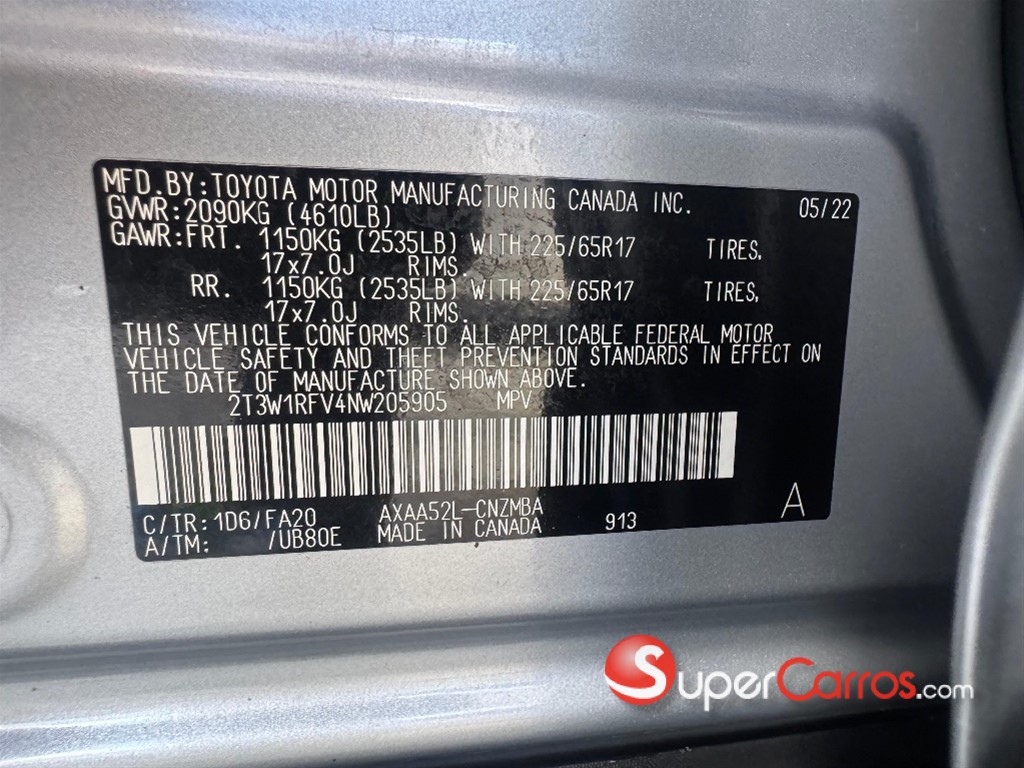 MFD.BY:TOYOTA MOTOR MANUFACTURING CANADA INC. 05/22
GVWR:2090KG (4610LB)
GAWR:FRT. 1150KG (2535LB) WITH 225/65R17 TIRES,
17x7.0J RIMS.
RR. 1150KG (2535LB) WITH 225/65R17 TIRES,
17x7.0J RIMS.
THIS VEHICLE CONFORMS TO ALL APPLICABLE FEDERAL MOTOR
VEHICLE SAFETY AND THEFT PREVENTION STANDARDS IN EFFECT ON
THE DATE OF MANUFACTURE SHOWN ABOVE.
2T3W1RFV4NW205905 MPV
C/TR:1D6/FA20 AXAA52L-CNZMBA 913 A
A/TM: /UB80E MADE IN CANADA
SuperCarros.com